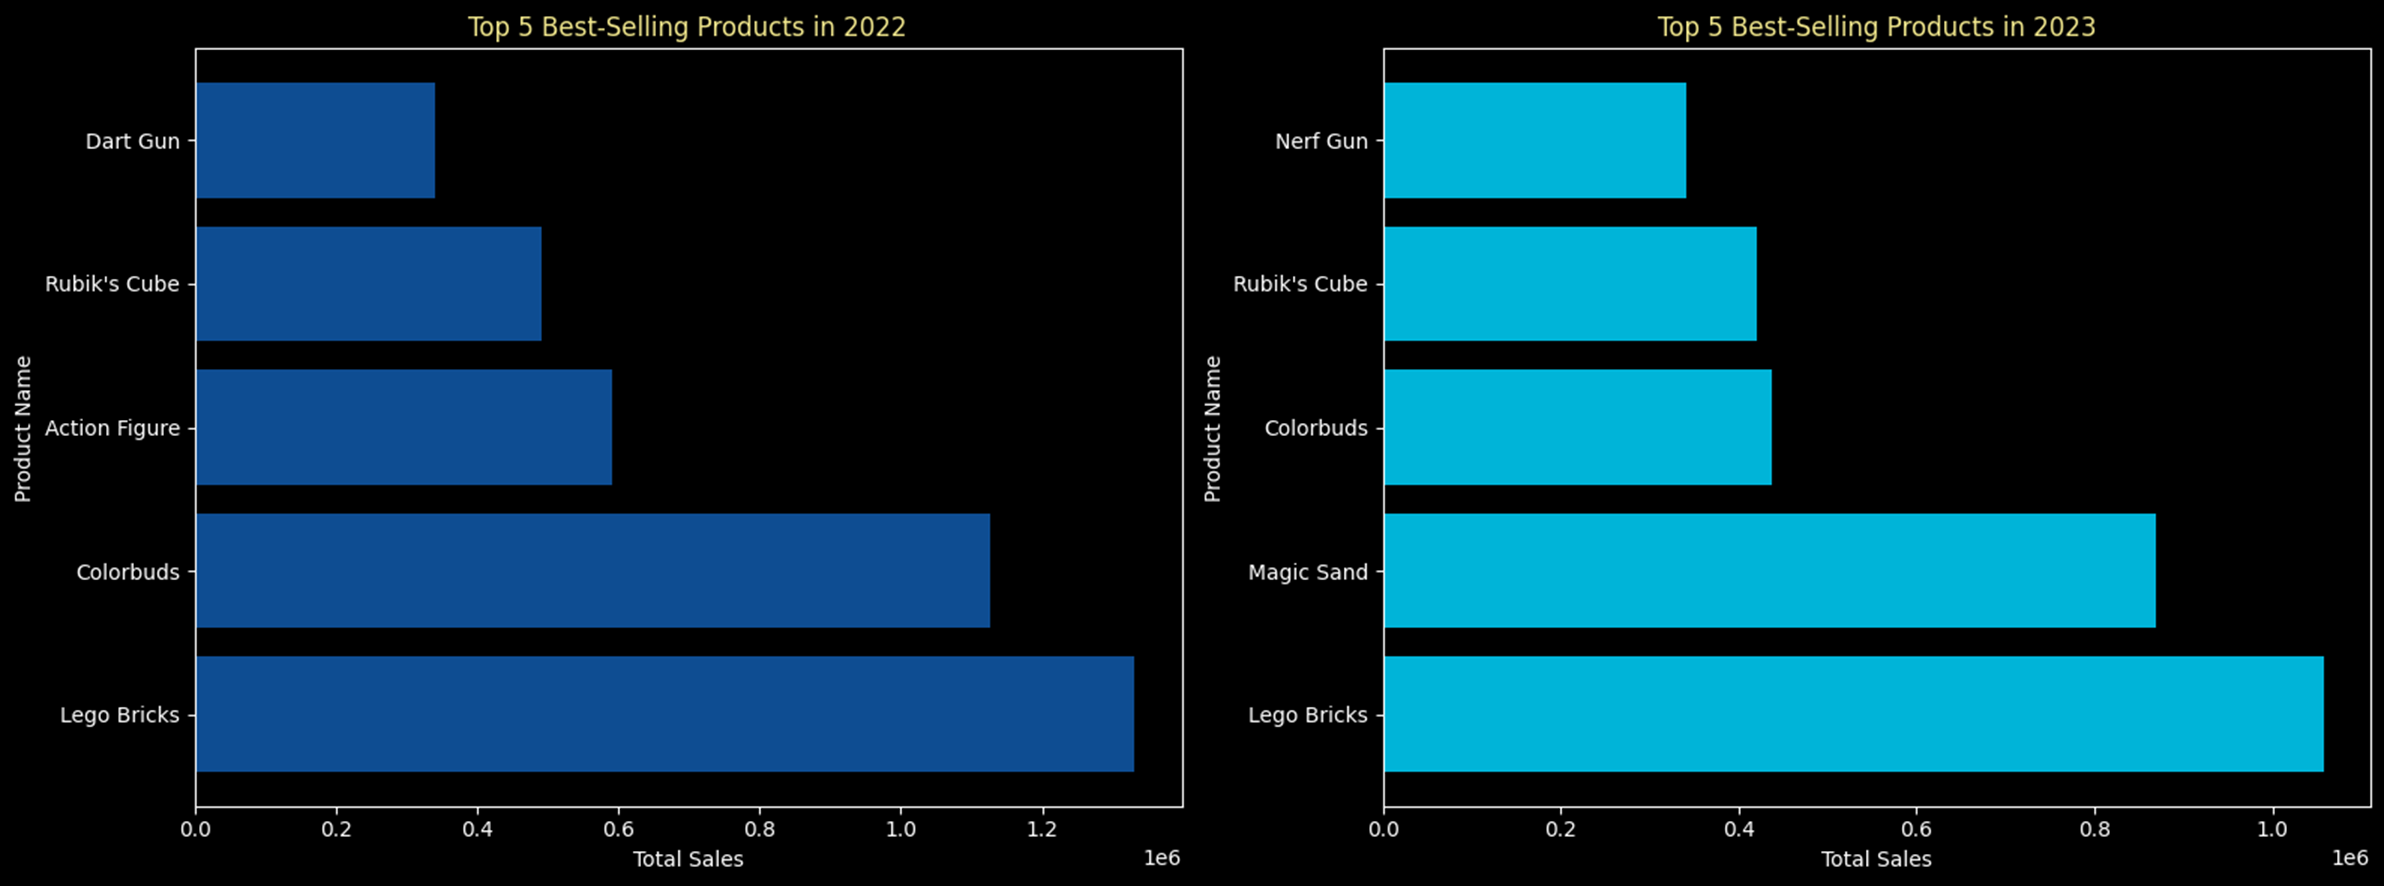 Top 5 Best-Selling Products in 2022
Product Name
Dart Gun
Rubik's Cube
Action Figure
Colorbuds
Lego Bricks
0.0 0.2 0.4 0.6 0.8 1.0 1.2
Total Sales
1e6
Top 5 Best-Selling Products in 2023
Product Name
Nerf Gun
Rubik's Cube
Colorbuds
Magic Sand
Lego Bricks
0.0 0.2 0.4 0.6 0.8 1.0
Total Sales
1e6